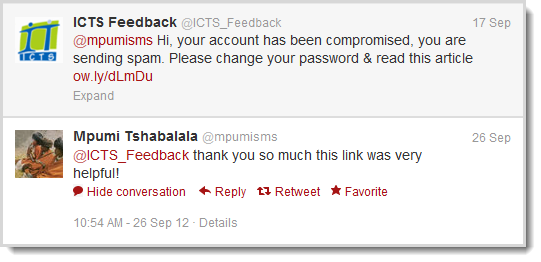 ICTS
ICTS Feedback @ICTS_Feedback 17 Sep
@mpumisms Hi, your account has been compromised, you are
sending spam. Please change your password & read this article
ow.ly/dLmDu
Expand
Mpumi Tshabalala @mpumisms 26 Sep
@ICTS_Feedback thank you so much this link was very
helpful!
Hide conversation Reply Retweet Favorite
10:54 AM - 26 Sep 12 · Details